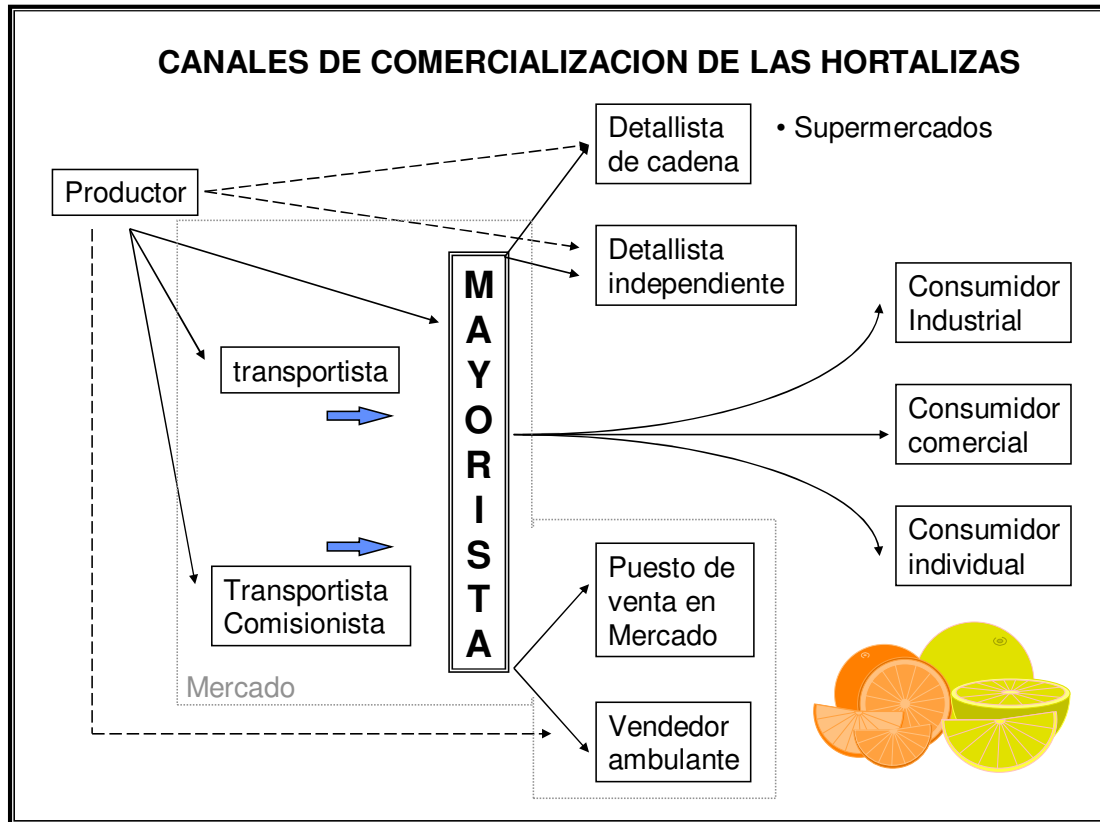 CANALES DE COMERCIALIZACION DE LAS HORTALIZAS
Detallista
de cadena
• Supermercados
Productor
Detallista
independiente
MAYORISTA
Consumidor
Industrial
transportista
Consumidor
comercial
Consumidor
individual
Puesto de
venta en
Mercado
Transportista
Comisionista
Mercado
Vendedor
ambulante